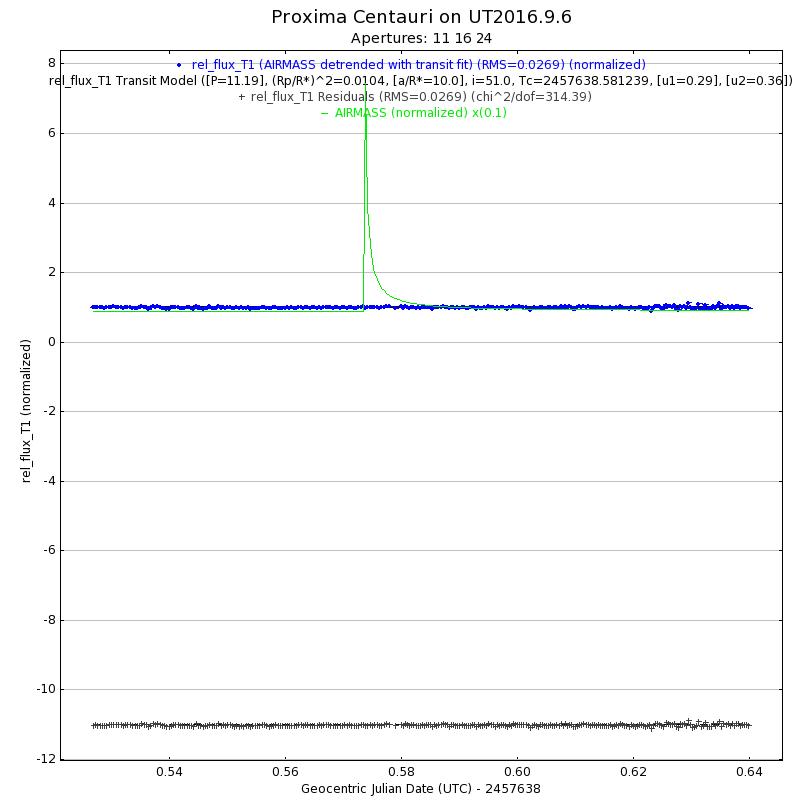 Proxima Centauri on UT2016.9.6
Apertures: 11 16 24
rel_flux_T1 (AIRMASS detrended with transit fit) (RMS=0.0269) (normalized)
rel_flux_T1 Transit Model ([P=11.19], (Rp/R*)^2=0.0104, [a/R*=10.0], i=51.0, Tc=2457638.581239, [u1=0.29], [u2=0.36])
+ rel_flux_T1 Residuals (RMS=0.0269) (chi^2/dof=314.39)
AIRMASS (normalized) x(0.1)
8
6
4
2
0
-2
-4
-6
-8
-10
-12
rel_flux_T1 (normalized)
0.54 0.56 0.58 0.60 0.62 0.64
Geocentric Julian Date (UTC) - 2457638